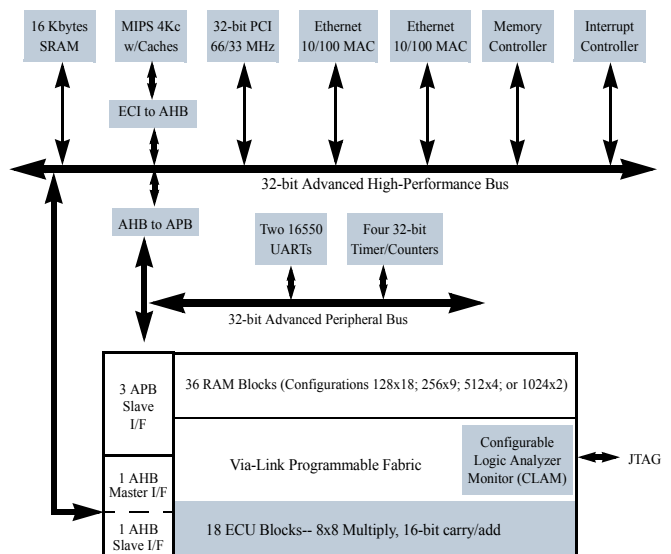 16 Kbytes
SRAM
MIPS 4Kc
w/Caches
32-bit PCI
66/33 MHz
Ethernet
10/100 MAC
Ethernet
10/100 MAC
Memory
Controller
Interrupt
Controller
ECI to AHB
32-bit Advanced High-Performance Bus
AHB to APB
Two 16550
UARTs
Four 32-bit
Timer/Counters
32-bit Advanced Peripheral Bus
3 APB
Slave
I/F
36 RAM Blocks (Configurations 128x18; 256x9; 512x4; or 1024x2)
Via-Link Programmable Fabric
Configurable
Logic Analyzer
Monitor (CLAM)
JTAG
1 AHB
Master I/F
1 AHB
Slave I/F
18 ECU Blocks-- 8x8 Multiply, 16-bit carry/add